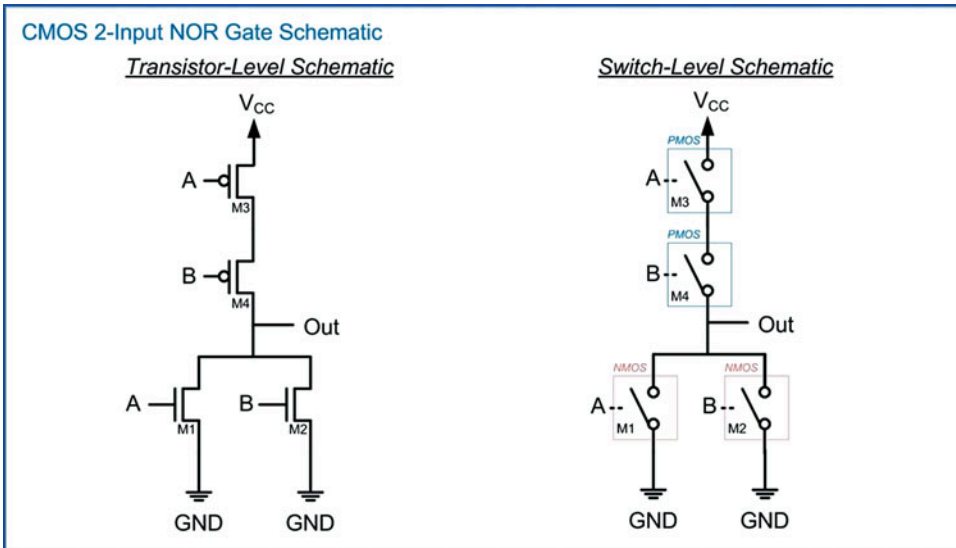 CMOS 2-Input NOR Gate Schematic
Transistor-Level Schematic
VCC
A
M3
B
M4
Out
A
M1
B
M2
GND
GND
Switch-Level Schematic
VCC
PMOS
A
M3
PMOS
B
M4
Out
NMOS
A
M1
NMOS
B
M2
GND
GND